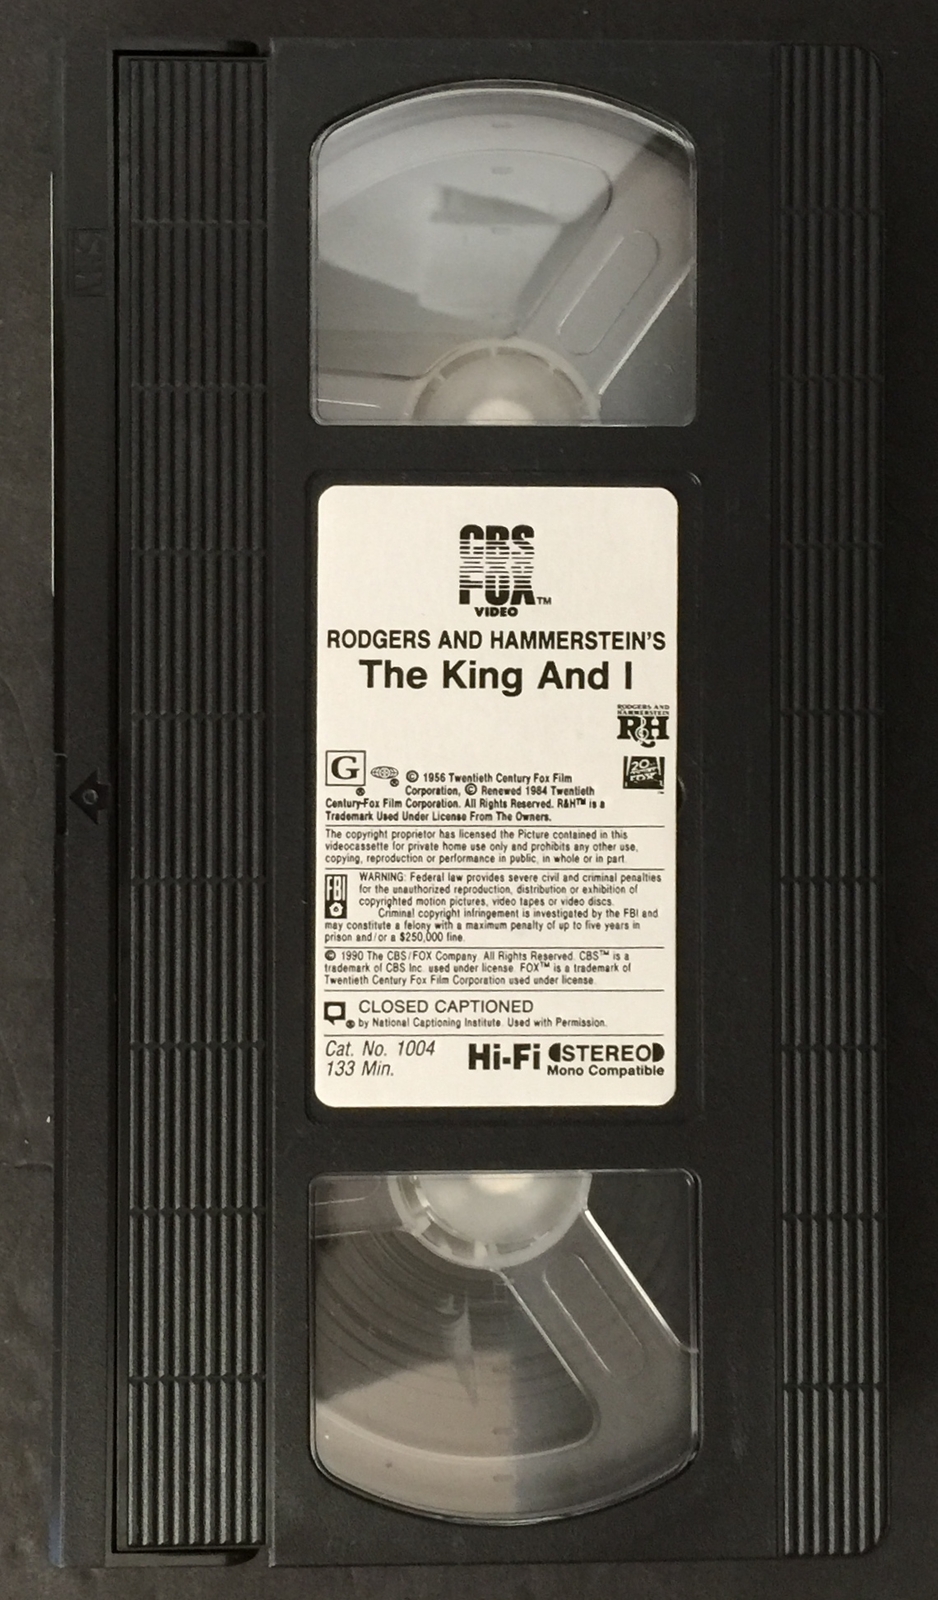 CBS
FOX™
VIDEO
RODGERS AND HAMMERSTEIN'S
The King And I
RODGERS AND
HAMMERSTEIN
R&H
G ®
© 1956 Twentieth Century Fox Film
Corporation, © Renewed 1984 Twentieth
Century-Fox Film Corporation. All Rights Reserved. R&H™ is a
Trademark Used Under License From The Owners.
20th
CENTURY
FOX
The copyright proprietor has licensed the Picture contained in this
videocassette for private home use only and prohibits any other use,
copying, reproduction or performance in public, in whole or in part.
FBI
WARNING: Federal law provides severe civil and criminal penalties
for the unauthorized reproduction, distribution or exhibition of
copyrighted motion pictures, video tapes or video discs.
Criminal copyright infringement is investigated by the FBI and
may constitute a felony with a maximum penalty of up to five years in
prison and/or a $250,000 fine.
© 1990 The CBS/FOX Company. All Rights Reserved. CBS™ is a
trademark of CBS Inc. used under license. FOX™ is a trademark of
Twentieth Century Fox Film Corporation used under license.
CLOSED CAPTIONED
® by National Captioning Institute. Used with Permission.
Cat. No. 1004
133 Min.
Hi-Fi STEREO
Mono Compatible